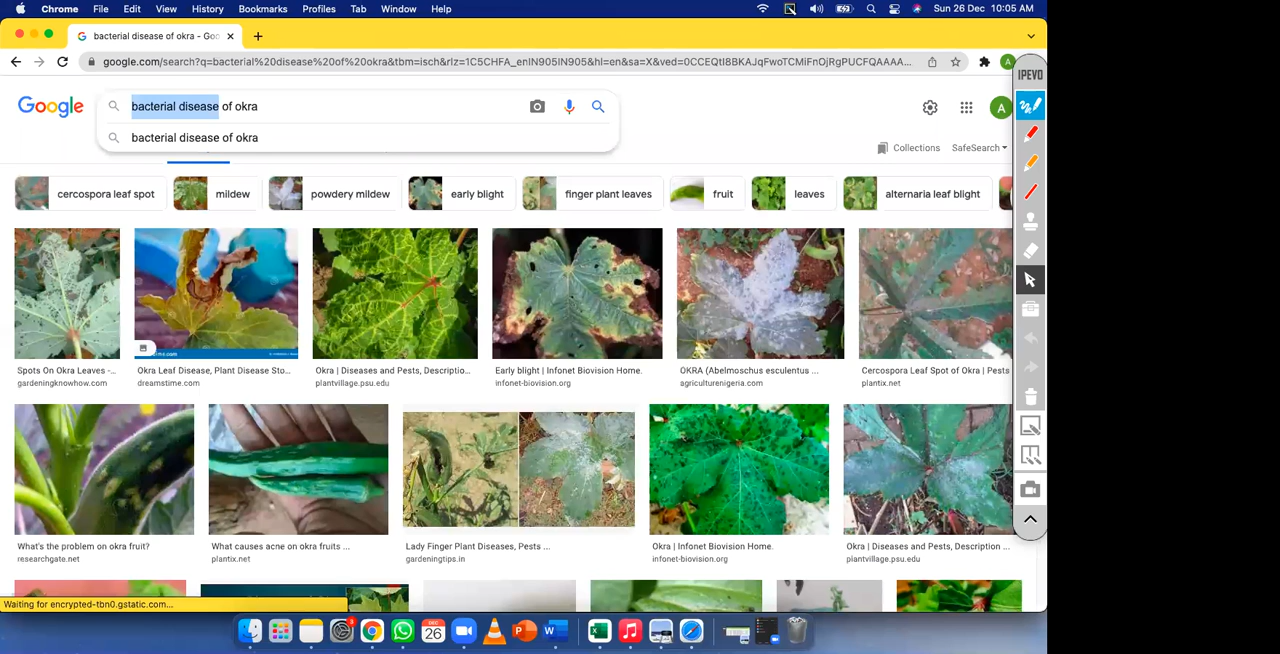 Chrome File Edit View History Bookmarks Profiles Tab Window Help Sun 26 Dec 10:05 AM
bacterial disease of okra - Goo
google.com/search?q=bacterial%20disease%20of%20okra&tbm=isch&rlz=1C5CHFA_enIN905IN905&hl=en&sa=X&ved=0CCEQtI8BKAJqFwoTCMiFnOjRgPUCFQAAAA...
IPEVO
Google
bacterial disease of okra
A
bacterial disease of okra
Collections SafeSearch
cercospora leaf spot mildew powdery mildew early blight finger plant leaves fruit leaves alternaria leaf blight
Spots On Okra Leaves -... Okra Leaf Disease, Plant Disease Sto... Okra | Diseases and Pests, Descriptio... Early blight | Infonet Biovision Home. OKRA (Abelmoschus esculentus ... Cercospora Leaf Spot of Okra | Pests
gardeningknowhow.com dreamstime.com plantvillage.psu.edu infonet-biovision.org agriculturenigeria.com plantix.net
What's the problem on okra fruit? What causes acne on okra fruits ... Lady Finger Plant Diseases, Pests ... Okra | Infonet Biovision Home. Okra | Diseases and Pests, Description ...
researchgate.net plantix.net gardeningtips.in infonet-biovision.org plantvillage.psu.edu
Waiting for encrypted-tbn0.gstatic.com...
DEC
26